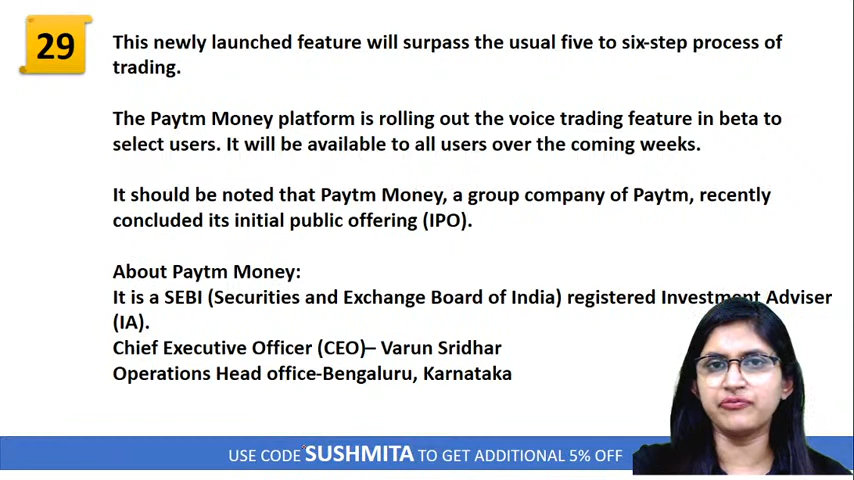 29
This newly launched feature will surpass the usual five to six-step process of
trading.
The Paytm Money platform is rolling out the voice trading feature in beta to
select users. It will be available to all users over the coming weeks.
It should be noted that Paytm Money, a group company of Paytm, recently
concluded its initial public offering (IPO).
About Paytm Money:
It is a SEBI (Securities and Exchange Board of India) registered Investment Adviser
(IA).
Chief Executive Officer (CEO)– Varun Sridhar
Operations Head office-Bengaluru, Karnataka
USE CODE SUSHMITA TO GET ADDITIONAL 5% OFF